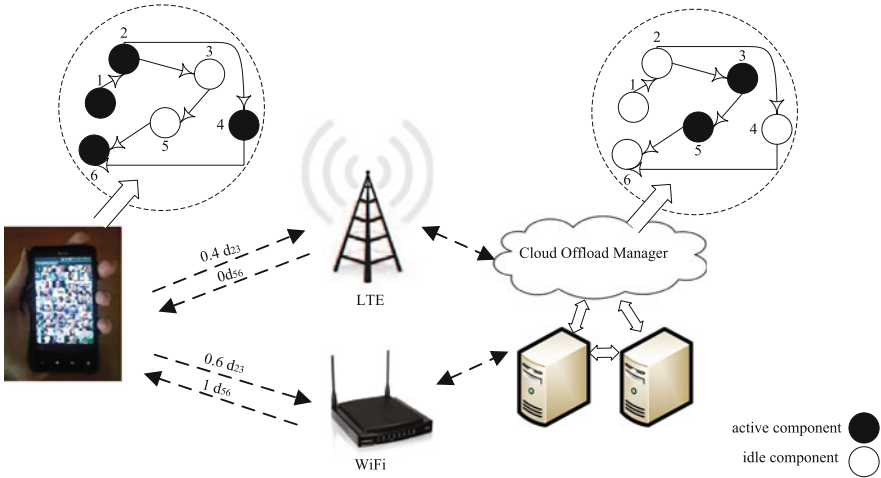 2
3
1
4
5
6
2
3
1
4
5
6
0.4 d23
0d56
LTE
Cloud Offload Manager
0.6 d23
1 d56
WiFi
active component
idle component